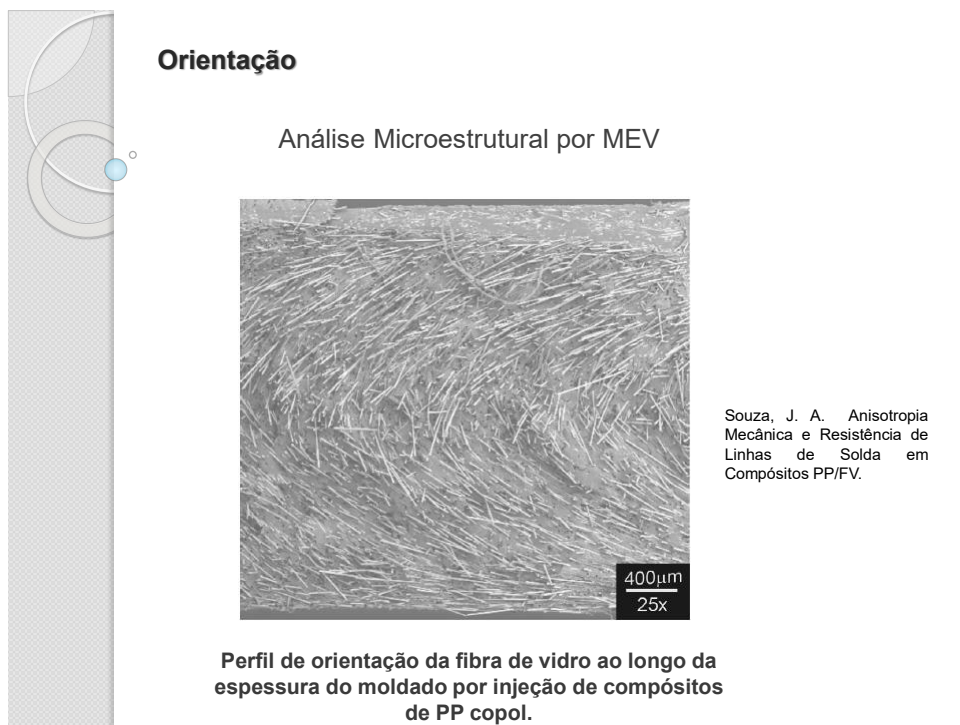 Orientação
Análise Microestrutural por MEV
Souza, J. A. Anisotropia
Mecânica e Resistência de
Linhas de Solda em
Compósitos PP/FV.
400µm
25x
Perfil de orientação da fibra de vidro ao longo da
espessura do moldado por injeção de compósitos
de PP copol.